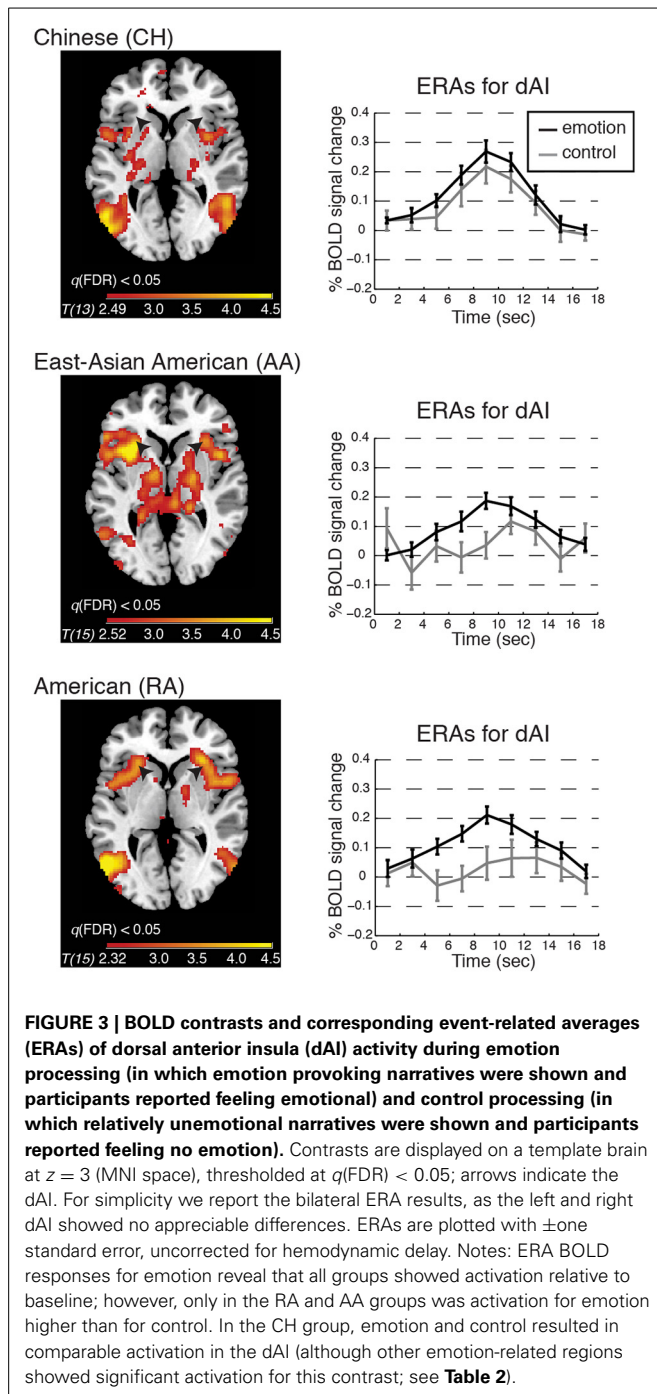 Chinese (CH)
ERAs for dAI
emotion
control
% BOLD signal change
0.4
0.3
0.2
0.1
0
−0.1
−0.2
0 2 4 6 8 10 12 14 16 18
Time (sec)
q(FDR) < 0.05
T(13) 2.49 3.0 3.5 4.0 4.5
East-Asian American (AA)
ERAs for dAI
% BOLD signal change
0.4
0.3
0.2
0.1
0
−0.1
−0.2
0 2 4 6 8 10 12 14 16 18
Time (sec)
q(FDR) < 0.05
T(15) 2.52 3.0 3.5 4.0 4.5
American (RA)
ERAs for dAI
% BOLD signal change
0.4
0.3
0.2
0.1
0
−0.1
−0.2
0 2 4 6 8 10 12 14 16 18
Time (sec)
q(FDR) < 0.05
T(15) 2.32 3.0 3.5 4.0 4.5
FIGURE 3 | BOLD contrasts and corresponding event-related averages
(ERAs) of dorsal anterior insula (dAI) activity during emotion
processing (in which emotion provoking narratives were shown and
participants reported feeling emotional) and control processing (in
which relatively unemotional narratives were shown and participants
reported feeling no emotion). Contrasts are displayed on a template brain
at z = 3 (MNI space), thresholded at q(FDR) < 0.05; arrows indicate the
dAI. For simplicity we report the bilateral ERA results, as the left and right
dAI showed no appreciable differences. ERAs are plotted with ±one
standard error, uncorrected for hemodynamic delay. Notes: ERA BOLD
responses for emotion reveal that all groups showed activation relative to
baseline; however, only in the RA and AA groups was activation for emotion
higher than for control. In the CH group, emotion and control resulted in
comparable activation in the dAI (although other emotion-related regions
showed significant activation for this contrast; see Table 2).